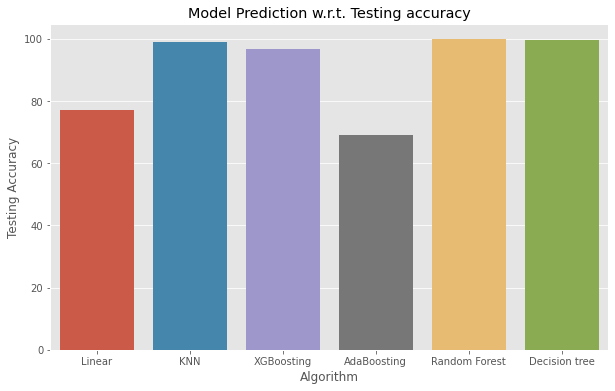 Model Prediction w.r.t. Testing accuracy
100
80
60
40
20
0
Testing Accuracy
Linear KNN XGBoosting AdaBoosting Random Forest Decision tree
Algorithm